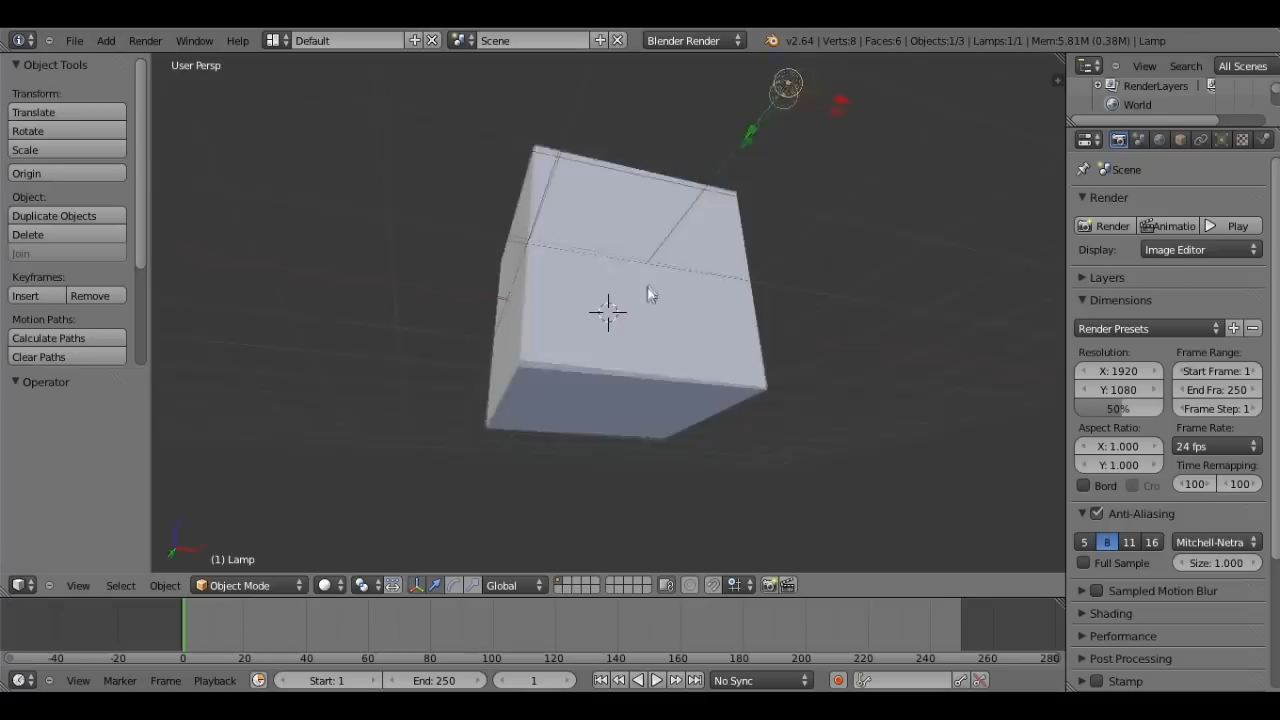 File Add Render Window Help Default Scene Blender Render v2.64 | Verts:8 | Faces:6 | Objects:1/3 | Lamps:1/1 | Mem:5.81M (0.38M) | Lamp
Object Tools
Transform:
Translate
Rotate
Scale
Origin
Object:
Duplicate Objects
Delete
Join
Keyframes:
Insert Remove
Motion Paths:
Calculate Paths
Clear Paths
Operator
User Persp
(1) Lamp
View Search All Scenes
RenderLayers
World
Scene
Render
Render Animatio Play
Display: Image Editor
Layers
Dimensions
Render Presets
Resolution: Frame Range:
X: 1920 Start Frame: 1
Y: 1080 End Fra: 250
50% Frame Step: 1
Aspect Ratio: Frame Rate:
X: 1.000 24 fps
Y: 1.000 Time Remapping:
Bord Cro 100 100
Anti-Aliasing
5 8 11 16 Mitchell-Netra
Full Sample Size: 1.000
Sampled Motion Blur
Shading
Performance
Post Processing
Stamp
View Select Object Object Mode Global
-40 -20 0 20 40 60 80 100 120 140 160 180 200 220 240 260 280
View Marker Frame Playback Start: 1 End: 250 1 No Sync